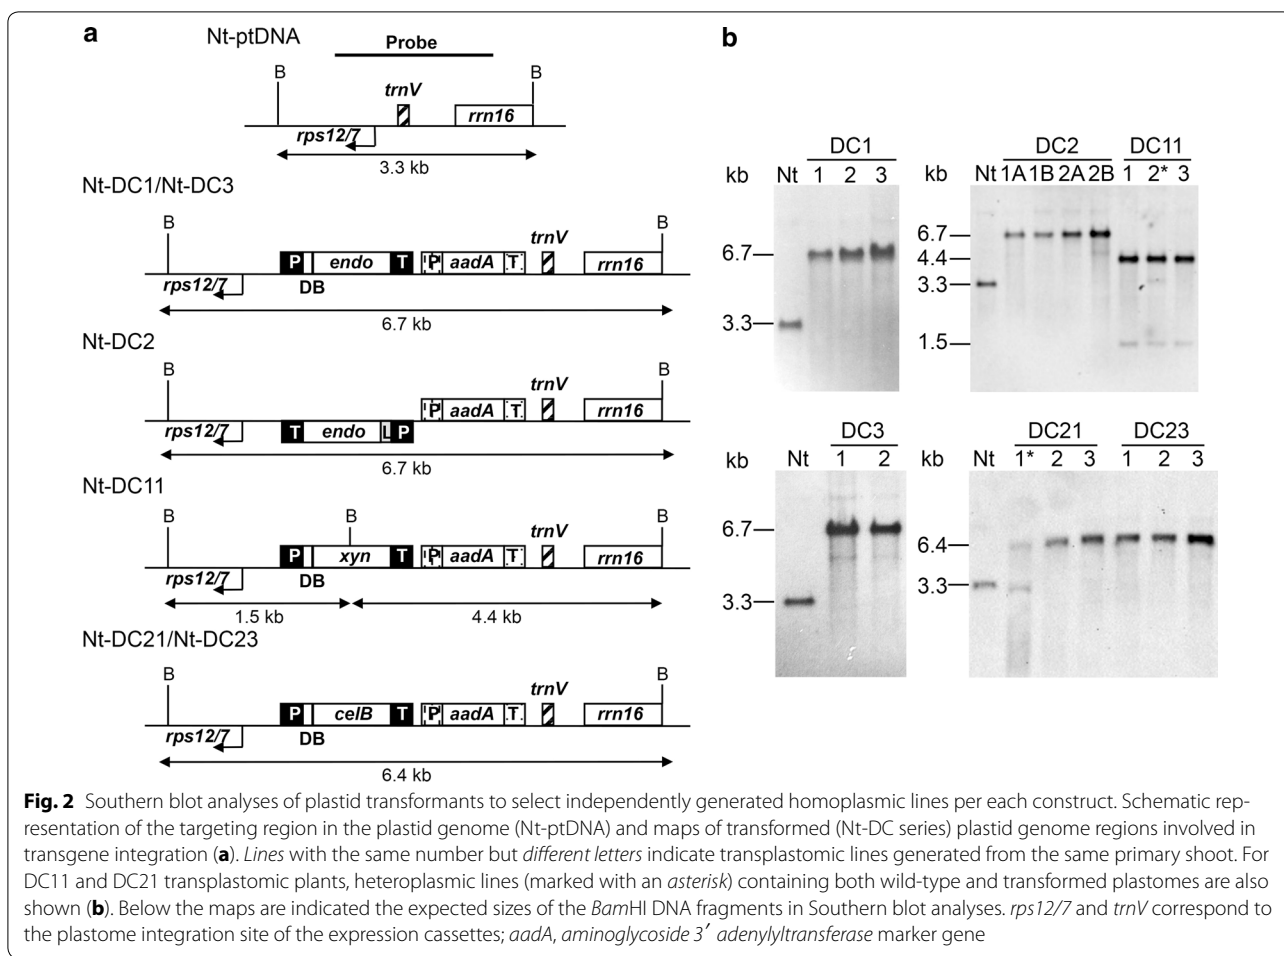 a
Nt-ptDNA
Probe
B
B
trnV
rrn16
rps12/7
3.3 kb
Nt-DC1/Nt-DC3
B
B
trnV
P endo T P aadA T rrn16
rps12/7
DB
6.7 kb
Nt-DC2
B
B
trnV
P aadA T rrn16
rps12/7
T endo L P
6.7 kb
Nt-DC11
B
B
B
trnV
P xyn T P aadA T rrn16
rps12/7
DB
1.5 kb
4.4 kb
Nt-DC21/Nt-DC23
B
B
trnV
P celB T P aadA T rrn16
rps12/7
DB
6.4 kb
b
DC1
kb Nt 1 2 3
6.7
3.3
DC2 DC11
kb Nt 1A 1B 2A 2B 1 2* 3
6.7
4.4
3.3
1.5
DC3
kb Nt 1 2
6.7
3.3
DC21 DC23
kb Nt 1* 2 3 1 2 3
6.4
3.3
Fig. 2 Southern blot analyses of plastid transformants to select independently generated homoplasmic lines per each construct. Schematic rep-
resentation of the targeting region in the plastid genome (Nt-ptDNA) and maps of transformed (Nt-DC series) plastid genome regions involved in
transgene integration (a). Lines with the same number but different letters indicate transplastomic lines generated from the same primary shoot. For
DC11 and DC21 transplastomic plants, heteroplasmic lines (marked with an asterisk) containing both wild-type and transformed plastomes are also
shown (b). Below the maps are indicated the expected sizes of the BamHI DNA fragments in Southern blot analyses. rps12/7 and trnV correspond to
the plastome integration site of the expression cassettes; aadA, aminoglycoside 3′ adenylyltransferase marker gene